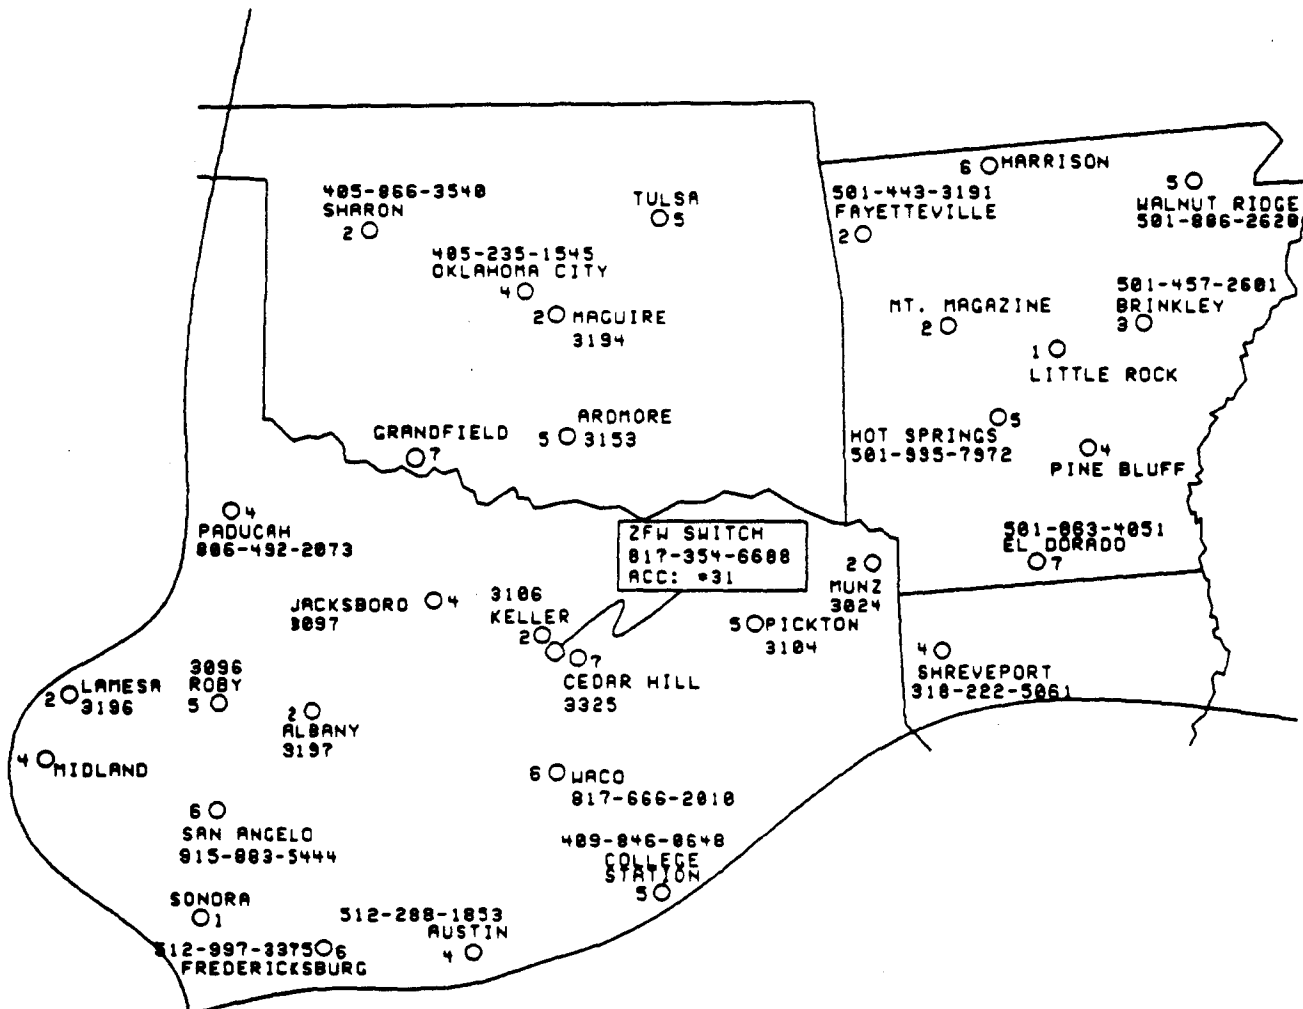 6 HARRISON
405-866-3540
SHARON
2
TULSA
5
501-443-3191
FAYETTEVILLE
2
5
WALNUT RIDGE
501-886-2620
405-235-1545
OKLAHOMA CITY
4
2 MAGUIRE
3194
MT. MAGAZINE
2
501-457-2601
BRINKLEY
3
1
LITTLE ROCK
GRANDFIELD
7
ARDMORE
5 3153
5
HOT SPRINGS
501-995-7972
4
PINE BLUFF
4
PADUCAH
806-492-2073
ZFW SWITCH
817-354-6688
ACC: *31
501-863-4051
EL DORADO
7
2
MUNZ
3024
JACKSBORO 4
3097
3106
KELLER
2
5 PICKTON
3104
7
CEDAR HILL
3325
4
SHREVEPORT
318-222-5061
2 LAMESA
3196
3096
ROBY
5
2
ALBANY
3197
4 MIDLAND
6 WACO
817-666-2010
6
SAN ANGELO
915-883-5444
409-846-0648
COLLEGE
STATION
5
SONORA
1
512-288-1853
AUSTIN
4
512-997-3375 6
FREDERICKSBURG